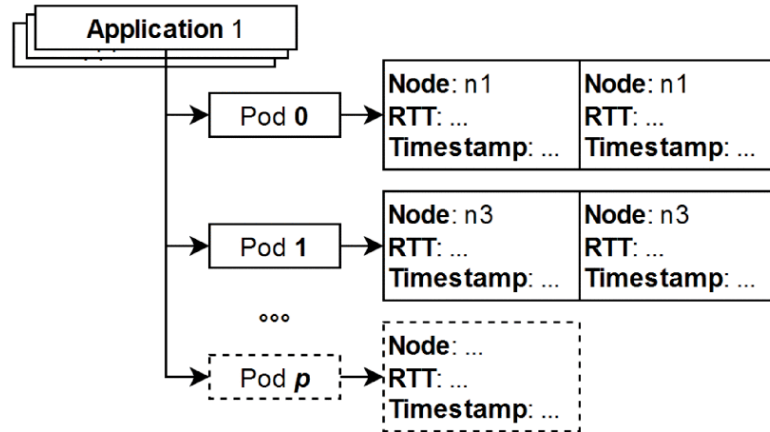 Application 1
Pod 0
Node: n1
RTT: ...
Timestamp: ...
Node: n1
RTT: ...
Timestamp: ...
Pod 1
Node: n3
RTT: ...
Timestamp: ...
Node: n3
RTT: ...
Timestamp: ...
°°°
Pod p
Node: ...
RTT: ...
Timestamp: ...